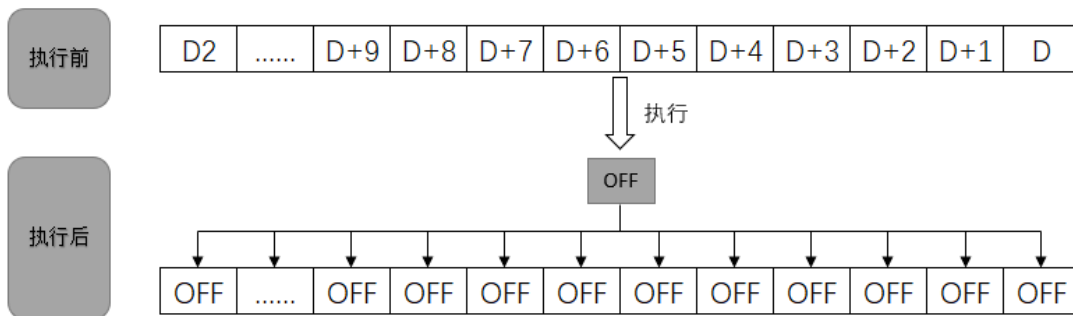 执行前
D2 ...... D+9 D+8 D+7 D+6 D+5 D+4 D+3 D+2 D+1 D
执行
OFF
执行后
OFF ...... OFF OFF OFF OFF OFF OFF OFF OFF OFF OFF